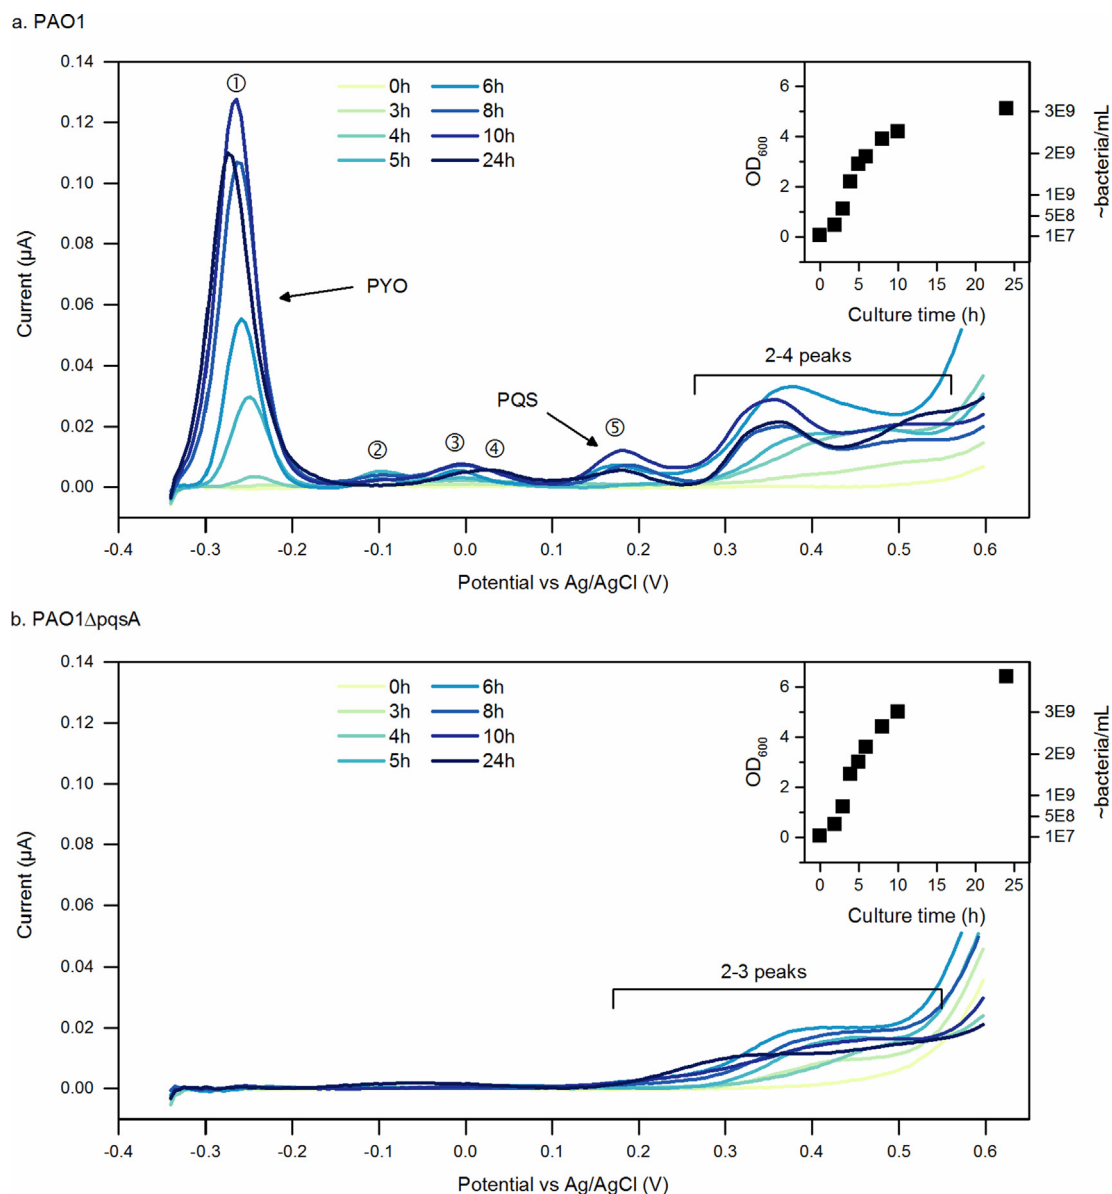 a. PAO1
0.14
0.12
0.10
0.08
0.06
0.04
0.02
0.00
Current (µA)
①
PYO
②
③
④
PQS
⑤
2-4 peaks
0h
3h
4h
5h
6h
8h
10h
24h
-0.4
-0.3
-0.2
-0.1
0.0
0.1
0.2
0.3
0.4
0.5
0.6
Potential vs Ag/AgCl (V)
6
4
2
0
OD600
3E9
2E9
1E9
5E8
1E7
~bacteria/mL
0
5
10
15
20
25
Culture time (h)
b. PAO1ΔpqsA
0.14
0.12
0.10
0.08
0.06
0.04
0.02
0.00
Current (µA)
0h
3h
4h
5h
6h
8h
10h
24h
2-3 peaks
-0.4
-0.3
-0.2
-0.1
0.0
0.1
0.2
0.3
0.4
0.5
0.6
Potential vs Ag/AgCl (V)
6
4
2
0
OD600
3E9
2E9
1E9
5E8
1E7
~bacteria/mL
0
5
10
15
20
25
Culture time (h)